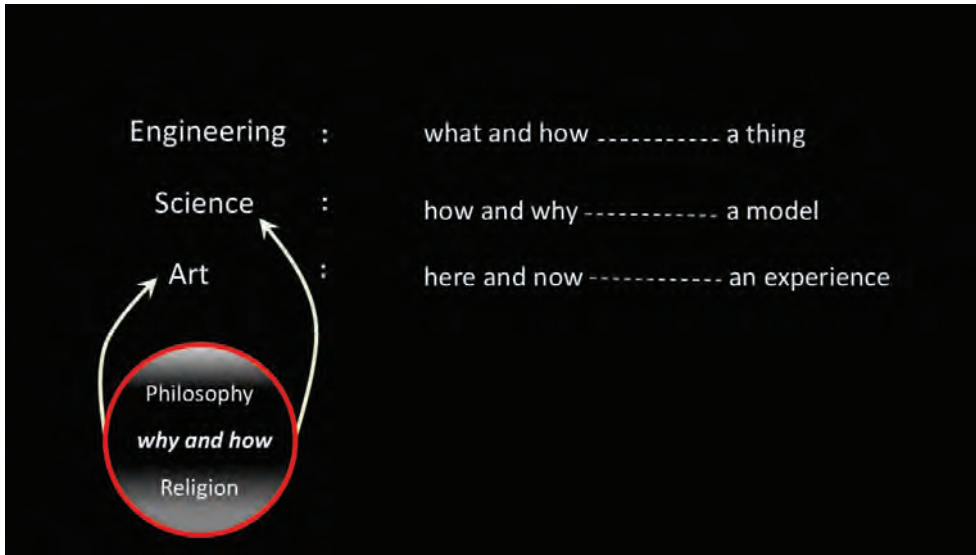 Engineering : what and how ------------ a thing
Science : how and why ------------ a model
Art : here and now ------------ an experience
Philosophy
why and how
Religion